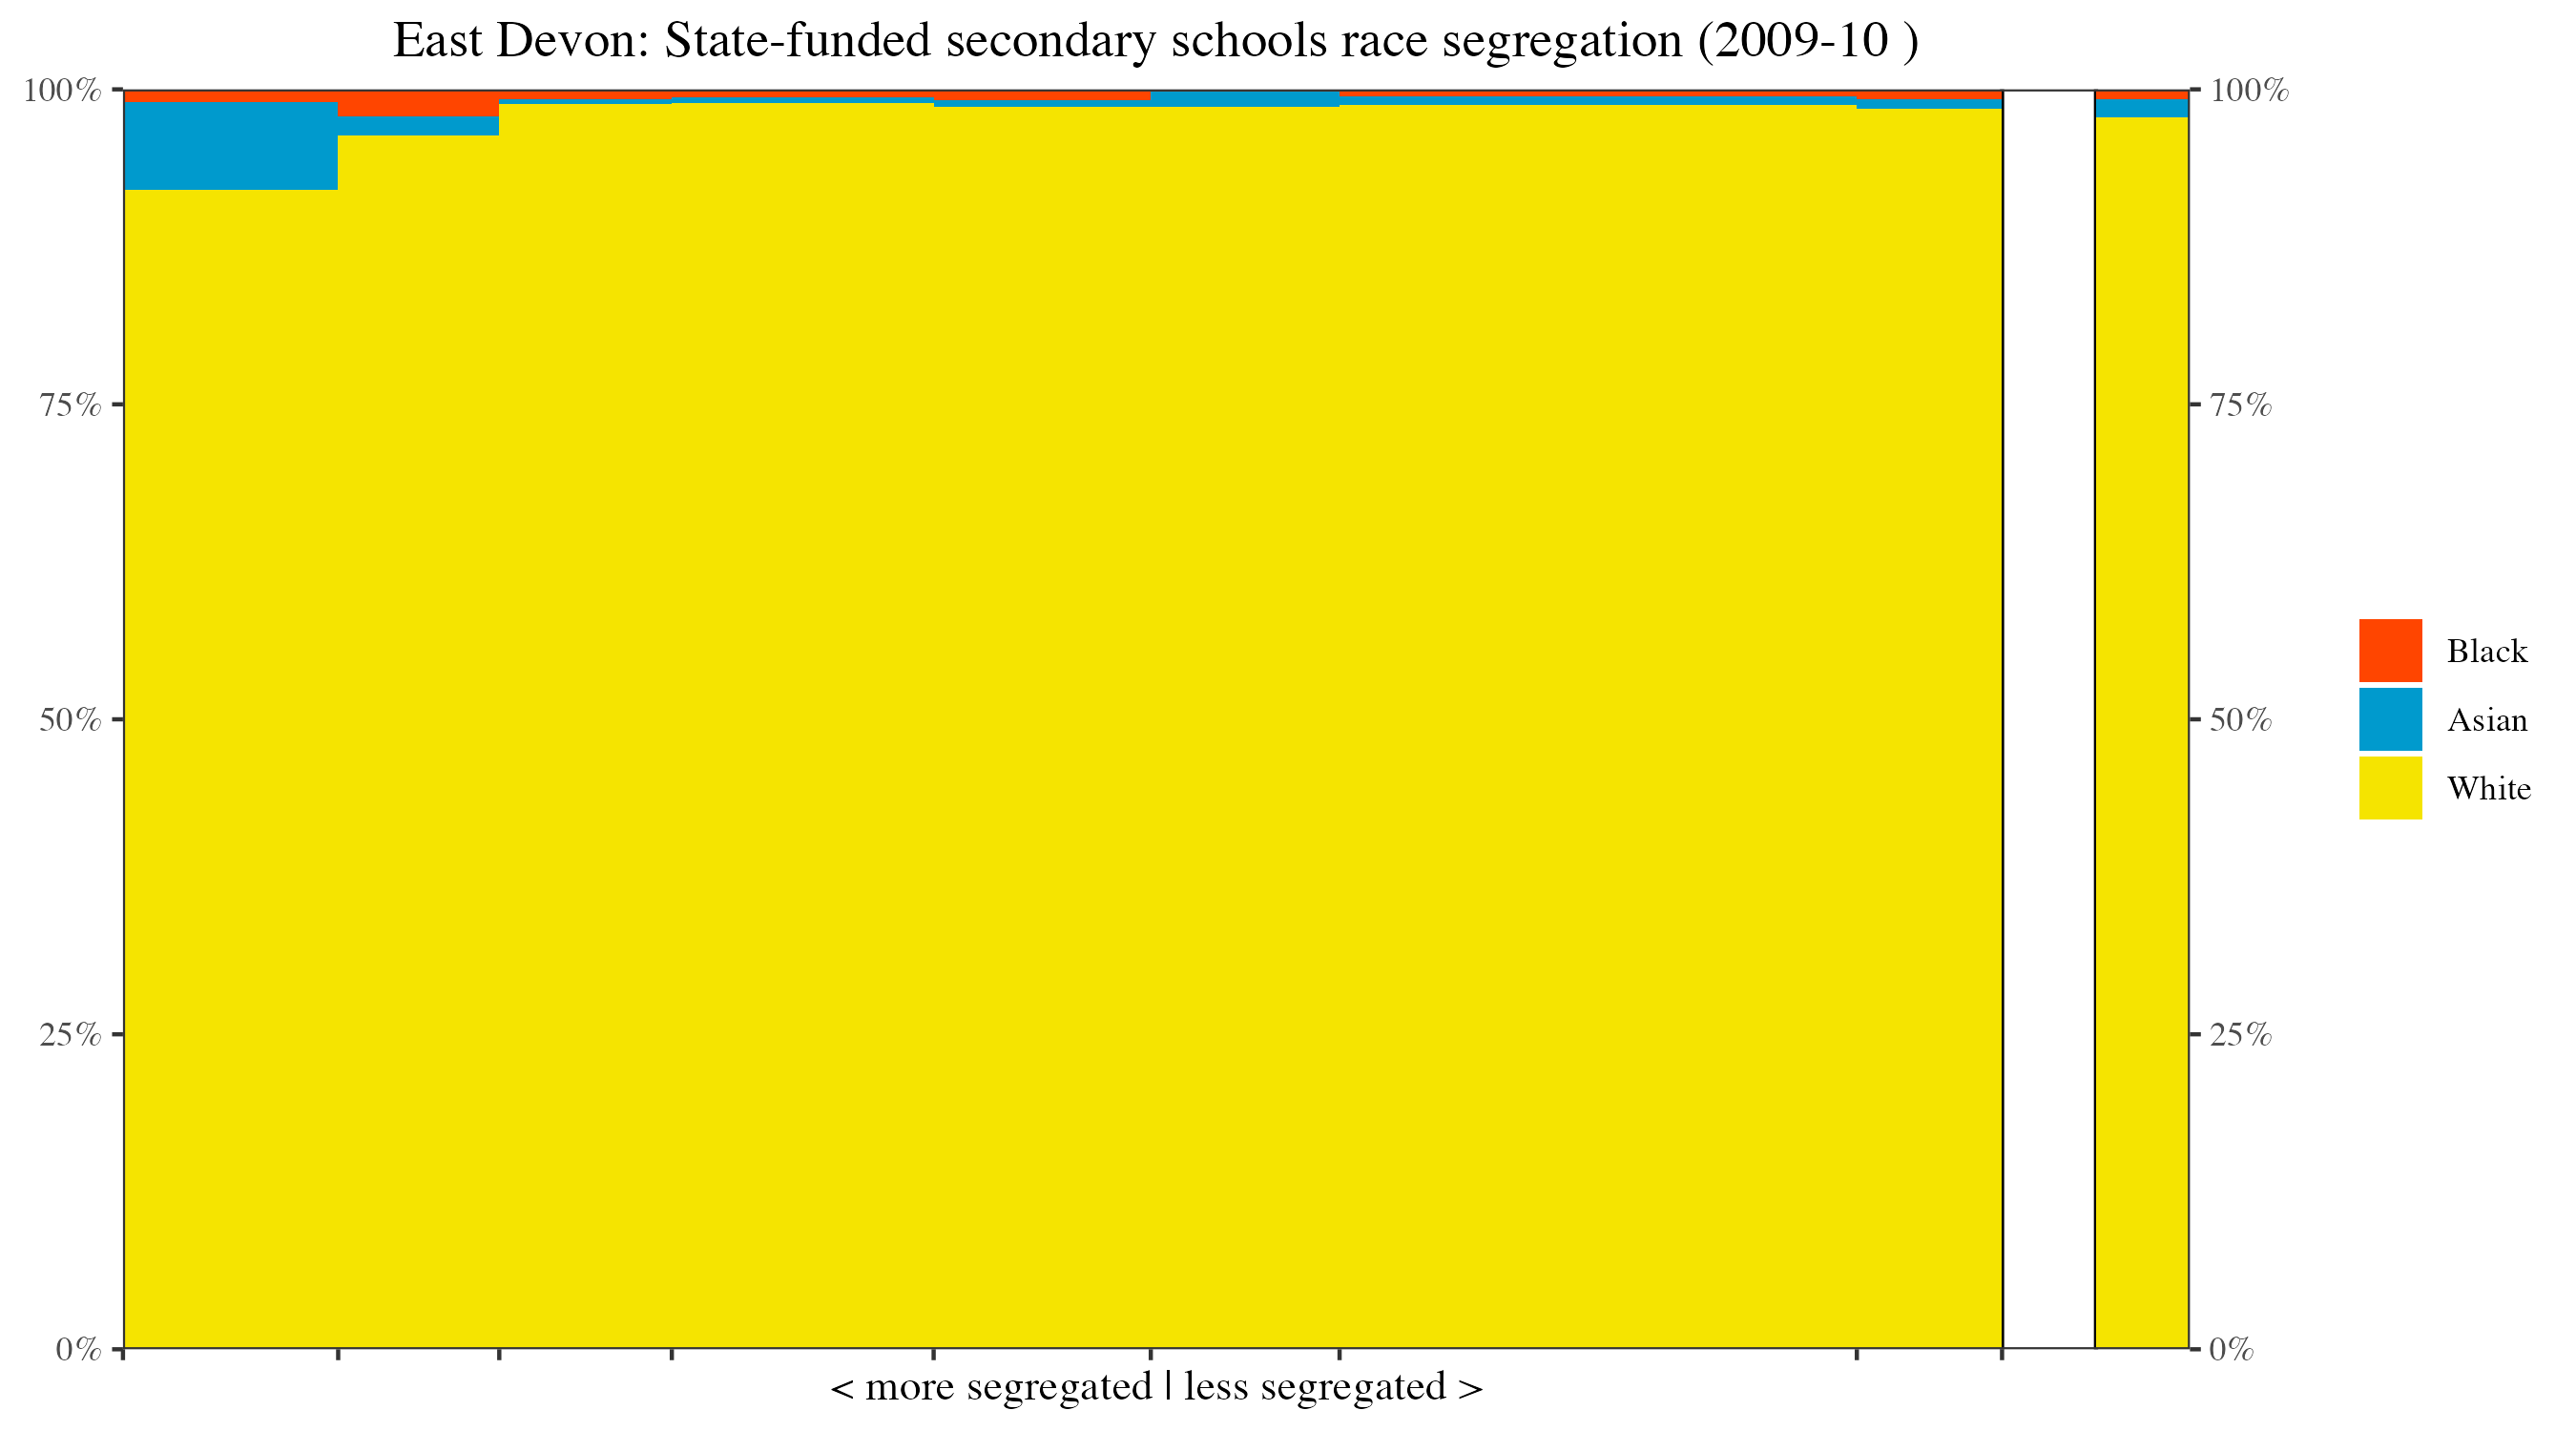 East Devon: State-funded secondary schools race segregation (2009-10 )
100%
75%
50%
25%
0%
100%
75%
50%
25%
0%
Black
Asian
White
< more segregated | less segregated >